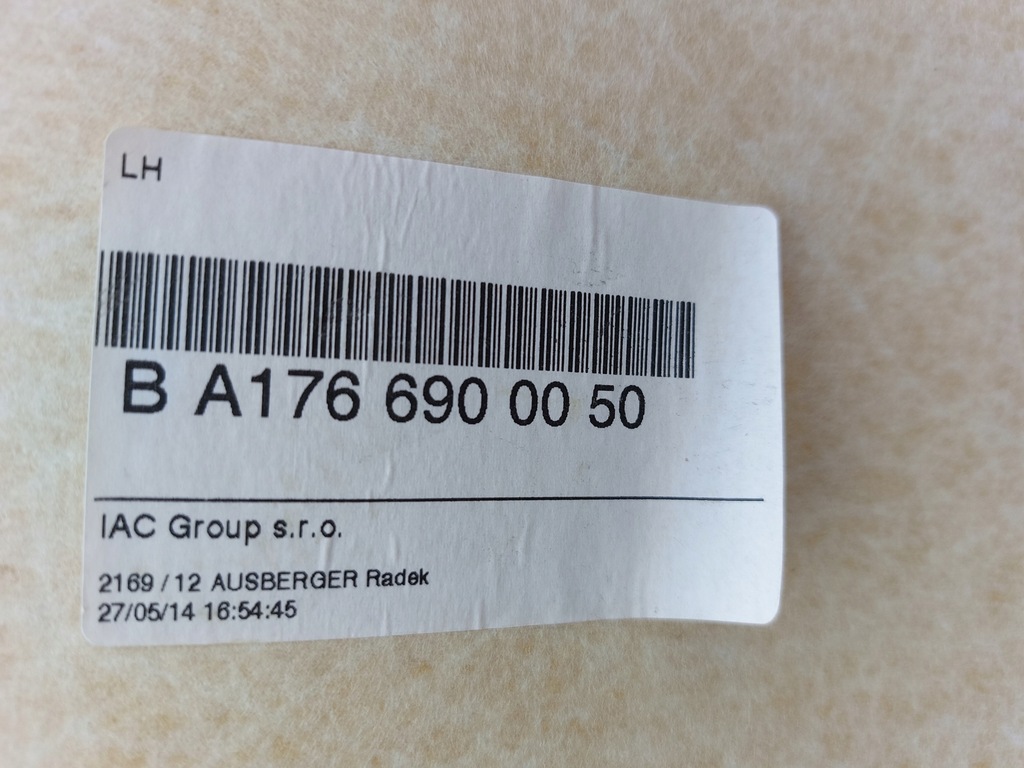 LH
B A176 690 00 50
IAC Group s.r.o.
2169 / 12 AUSBERGER Radek
27/05/14 16:54:45